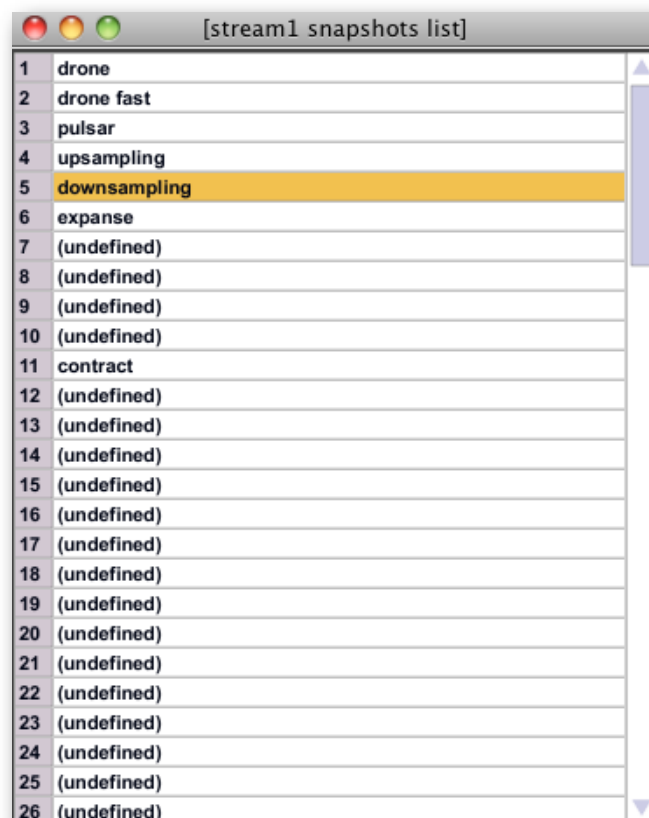 [stream1 snapshots list]
1 drone
2 drone fast
3 pulsar
4 upsampling
5 downsampling
6 expanse
7 (undefined)
8 (undefined)
9 (undefined)
10 (undefined)
11 contract
12 (undefined)
13 (undefined)
14 (undefined)
15 (undefined)
16 (undefined)
17 (undefined)
18 (undefined)
19 (undefined)
20 (undefined)
21 (undefined)
22 (undefined)
23 (undefined)
24 (undefined)
25 (undefined)
26 (undefined)